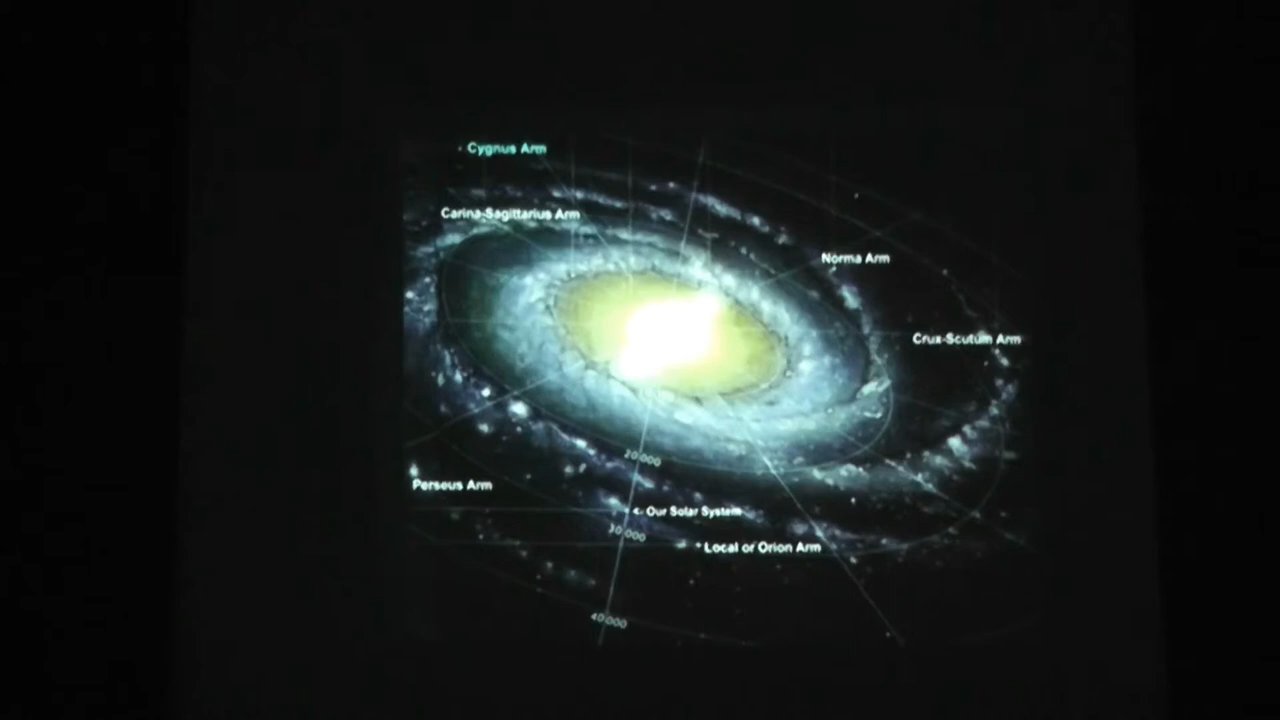 Cygnus Arm
Carina-Sagittarius Arm
Norma Arm
Crux-Scutum Arm
20 000
Perseus Arm
<- Our Solar System
30 000
* Local or Orion Arm
40 000